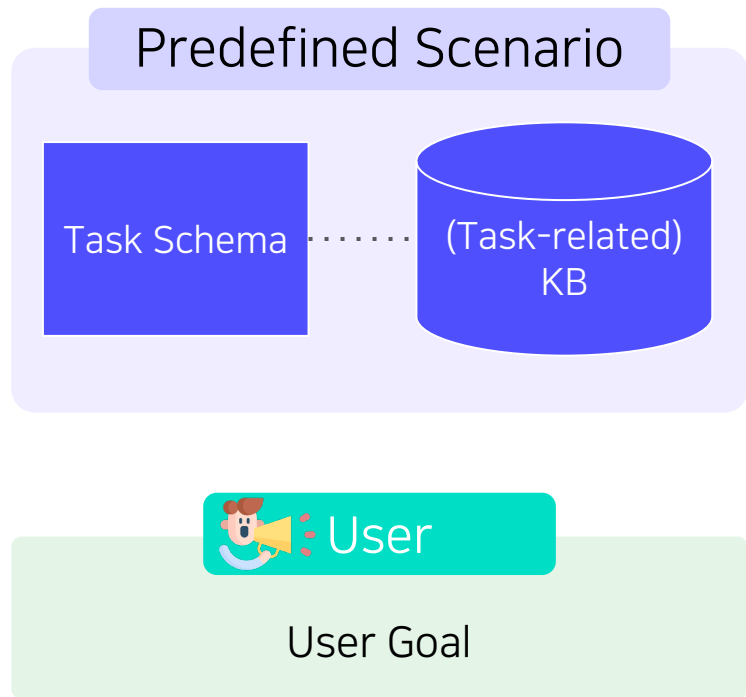 Predefined Scenario
Task Schema
(Task-related)
KB
User
User Goal